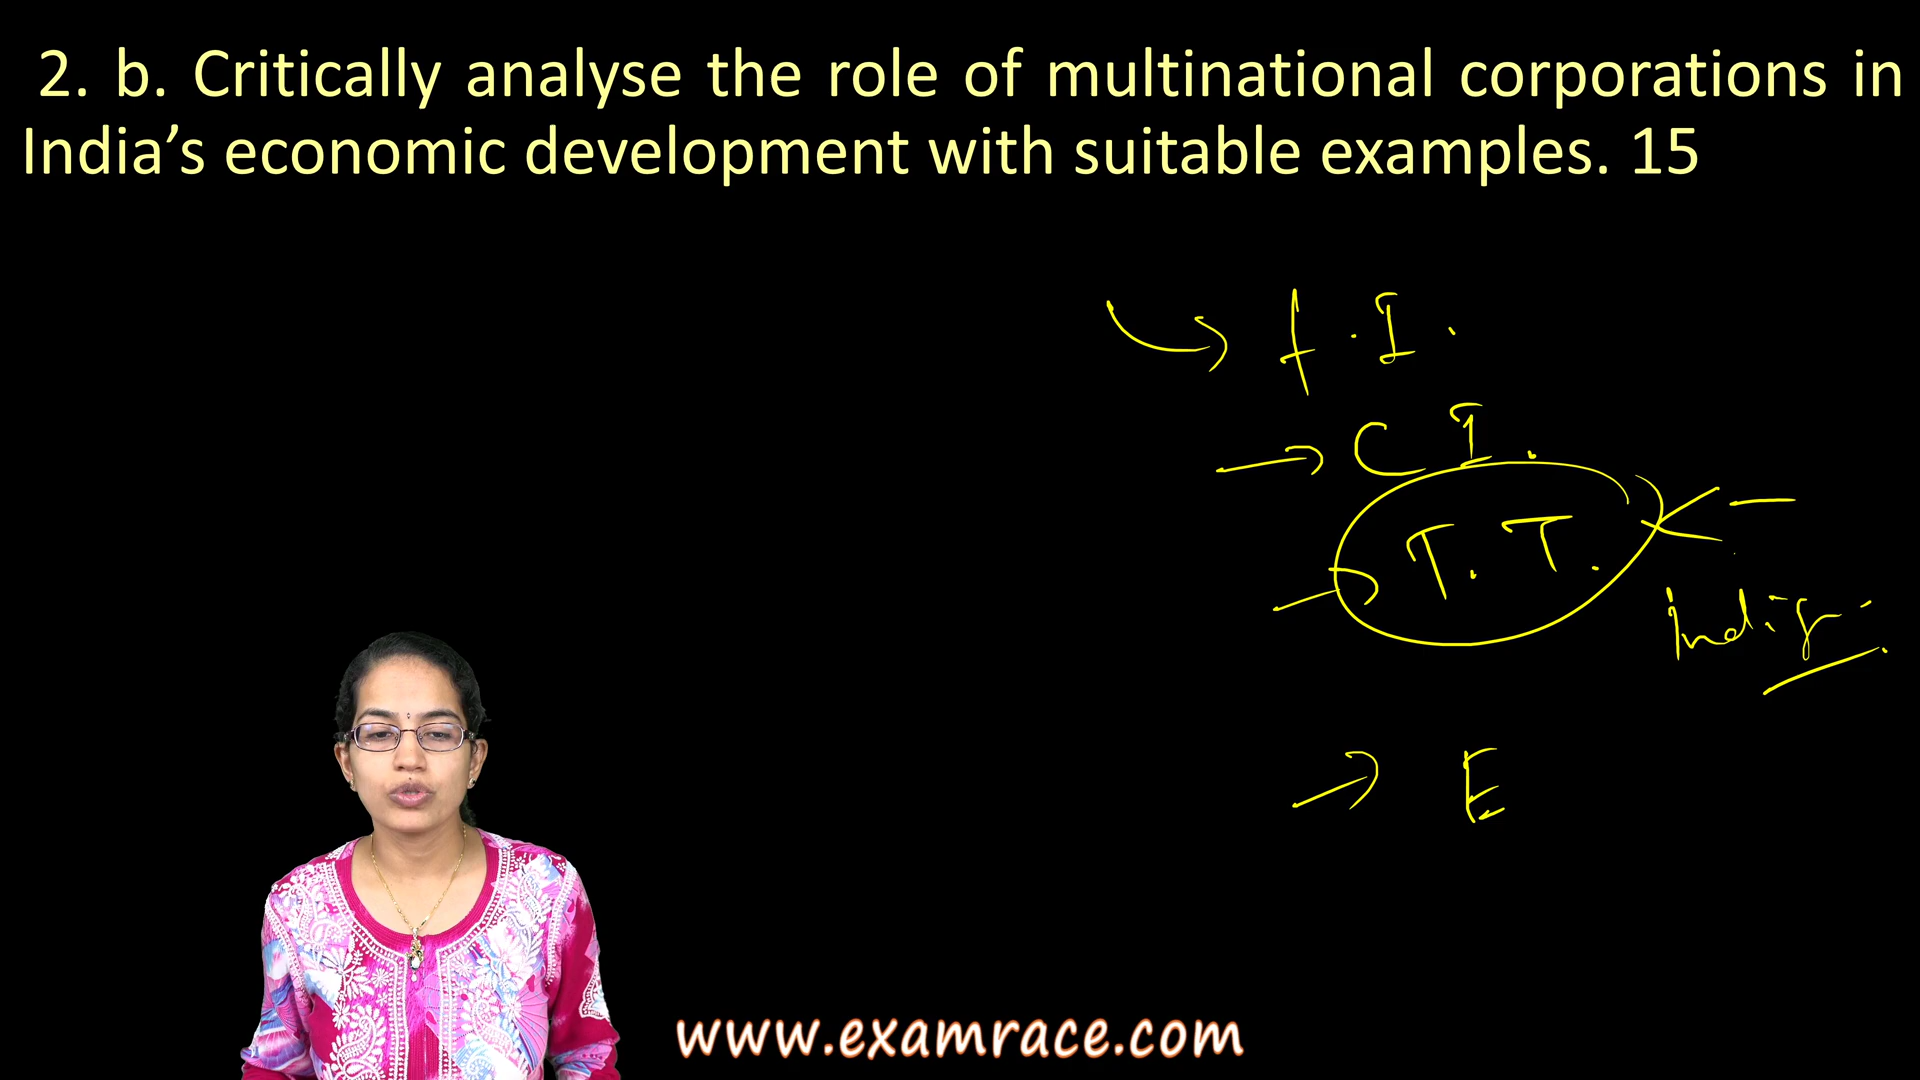 2. b. Critically analyse the role of multinational corporations in
India’s economic development with suitable examples. 15
f.I.
C I.
T. T.
E
www.examrace.com